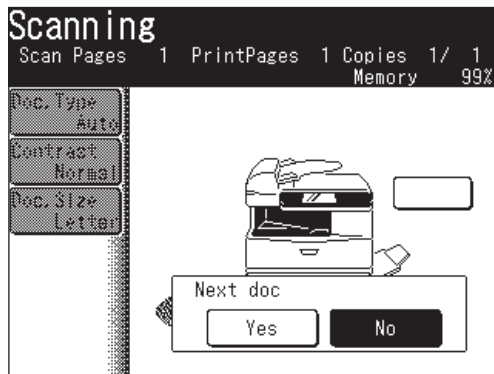 Scanning
Scan Pages 1 PrintPages 1 Copies 1/ 1
Memory 99%
Doc.Type
Auto
Contrast
Normal
Doc.Size
Letter
Next doc
Yes No